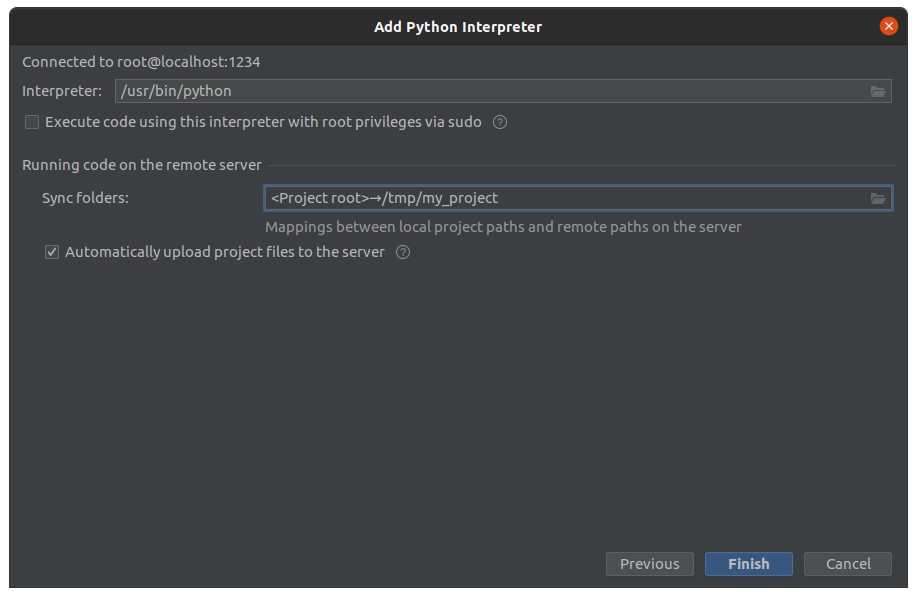 Add Python Interpreter
Connected to root@localhost:1234
Interpreter: /usr/bin/python
Execute code using this interpreter with root privileges via sudo ?
Running code on the remote server
Sync folders: <Project root>→/tmp/my_project
Mappings between local project paths and remote paths on the server
Automatically upload project files to the server ?
Previous Finish Cancel